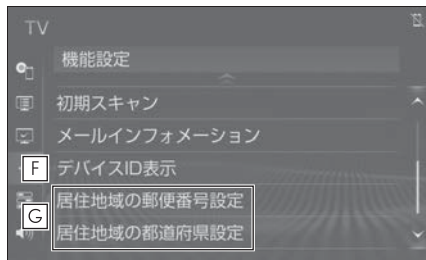 TV
機能設定
初期スキャン
メールインフォメーション
F
デバイスID表示
居住地域の郵便番号設定
G
居住地域の都道府県設定